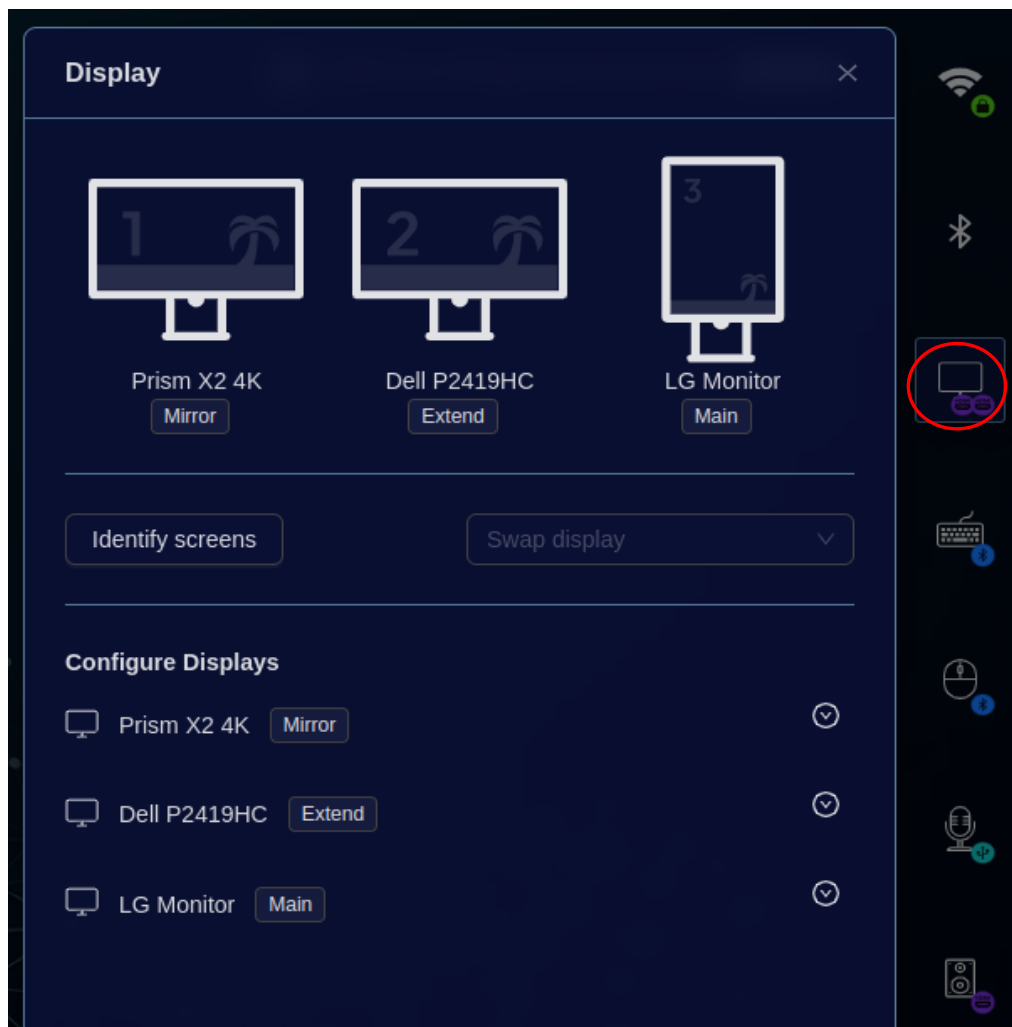 Display
1
2
3
Prism X2 4K
Dell P2419HC
LG Monitor
Mirror
Extend
Main
Identify screens
Swap display
Configure Displays
Prism X2 4K Mirror
Dell P2419HC Extend
LG Monitor Main